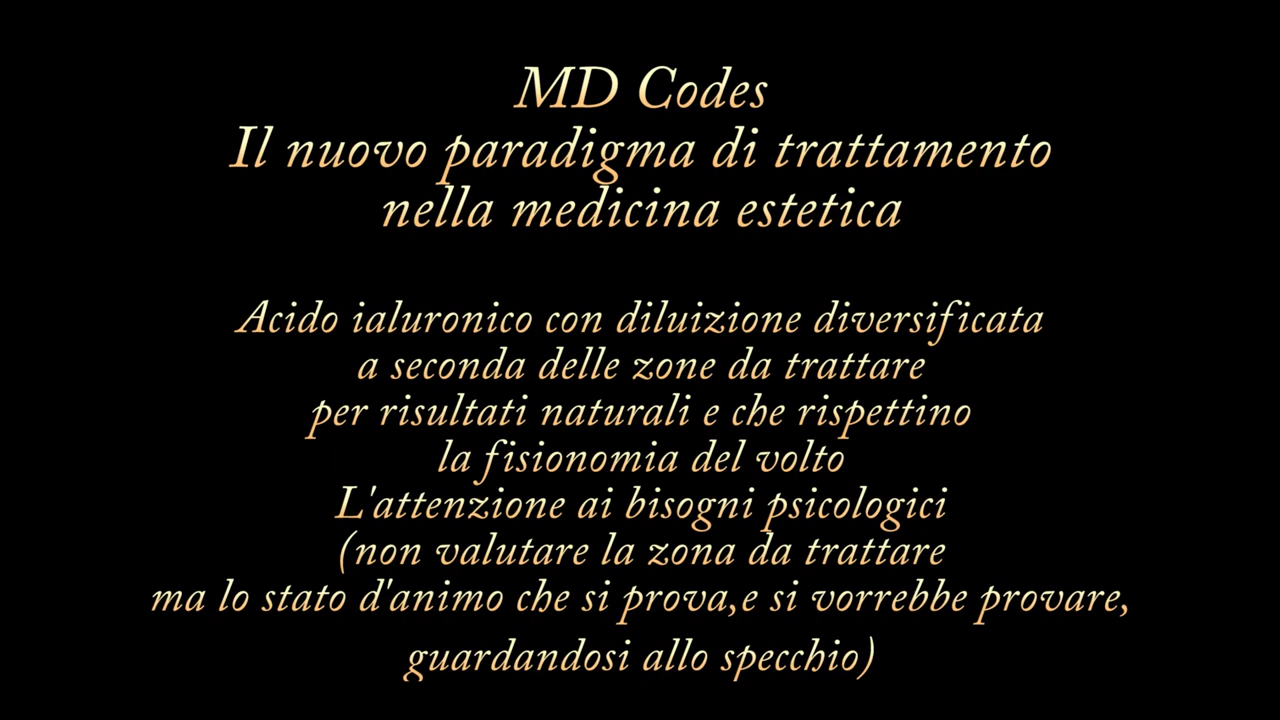 MD Codes
Il nuovo paradigma di trattamento
nella medicina estetica
Acido ialuronico con diluizione diversificata
a seconda delle zone da trattare
per risultati naturali e che rispettino
la fisionomia del volto
L'attenzione ai bisogni psicologici
(non valutare la zona da trattare
ma lo stato d'animo che si prova,e si vorrebbe provare,
guardandosi allo specchio)